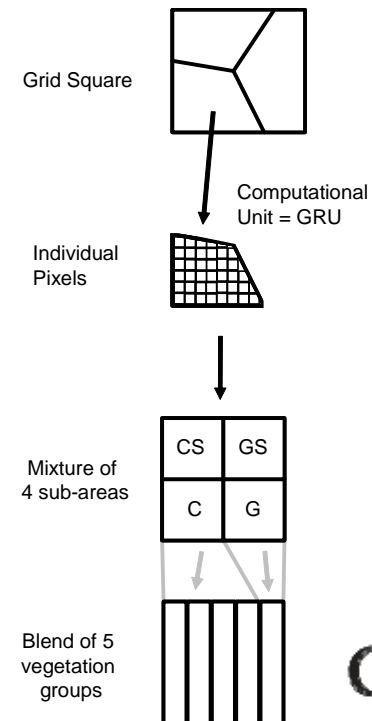 Grid Square
Computational
Unit = GRU
Individual
Pixels
CS GS
Mixture of
4 sub-areas
C G
Blend of 5
vegetation
groups